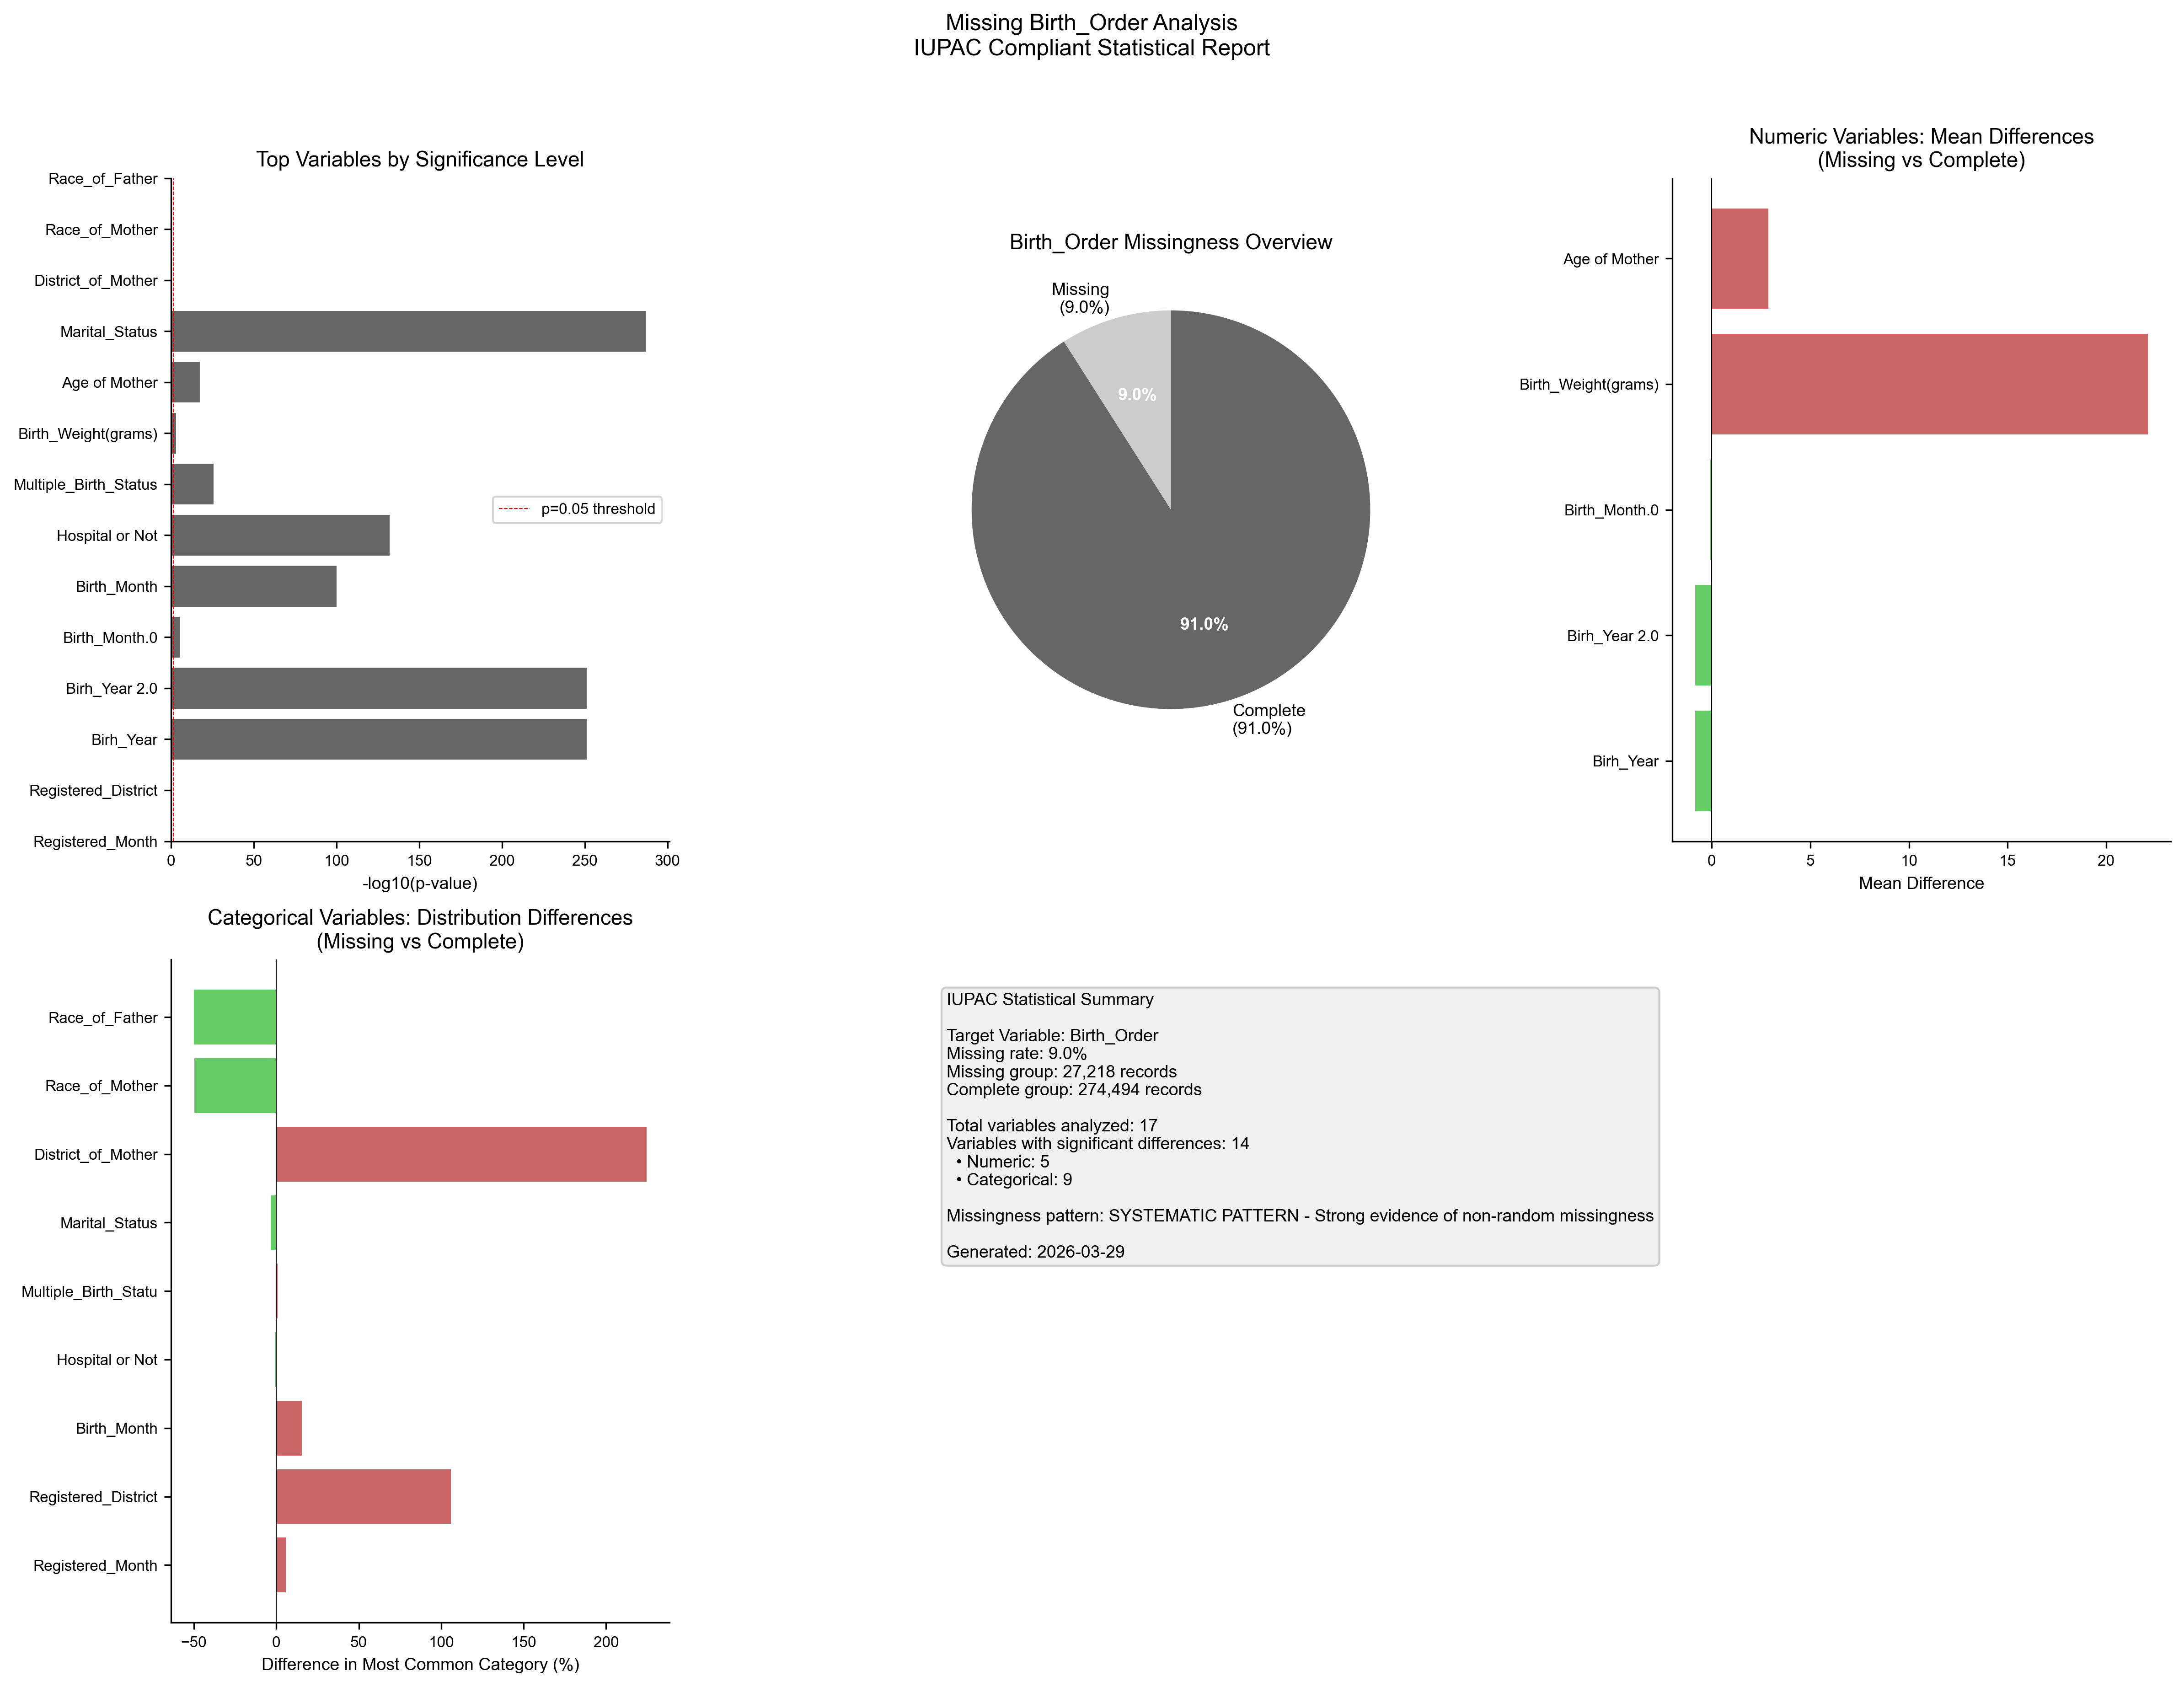 Missing Birth_Order Analysis
IUPAC Compliant Statistical Report
Top Variables by Significance Level
Race_of_Father
Race_of_Mother
District_of_Mother
Marital_Status
Age of Mother
Birth_Weight(grams)
Multiple_Birth_Status
Hospital or Not
Birth_Month
Birth_Month.0
Birh_Year 2.0
Birh_Year
Registered_District
Registered_Month
p=0.05 threshold
0 50 100 150 200 250 300
-log10(p-value)
Birth_Order Missingness Overview
Missing
(9.0%)
9.0%
91.0%
Complete
(91.0%)
Numeric Variables: Mean Differences
(Missing vs Complete)
Age of Mother
Birth_Weight(grams)
Birth_Month.0
Birh_Year 2.0
Birh_Year
0 5 10 15 20
Mean Difference
Categorical Variables: Distribution Differences
(Missing vs Complete)
Race_of_Father
Race_of_Mother
District_of_Mother
Marital_Status
Multiple_Birth_Statu
Hospital or Not
Birth_Month
Registered_District
Registered_Month
−50 0 50 100 150 200
Difference in Most Common Category (%)
IUPAC Statistical Summary
Target Variable: Birth_Order
Missing rate: 9.0%
Missing group: 27,218 records
Complete group: 274,494 records
Total variables analyzed: 17
Variables with significant differences: 14
• Numeric: 5
• Categorical: 9
Missingness pattern: SYSTEMATIC PATTERN - Strong evidence of non-random missingness
Generated: 2026-03-29